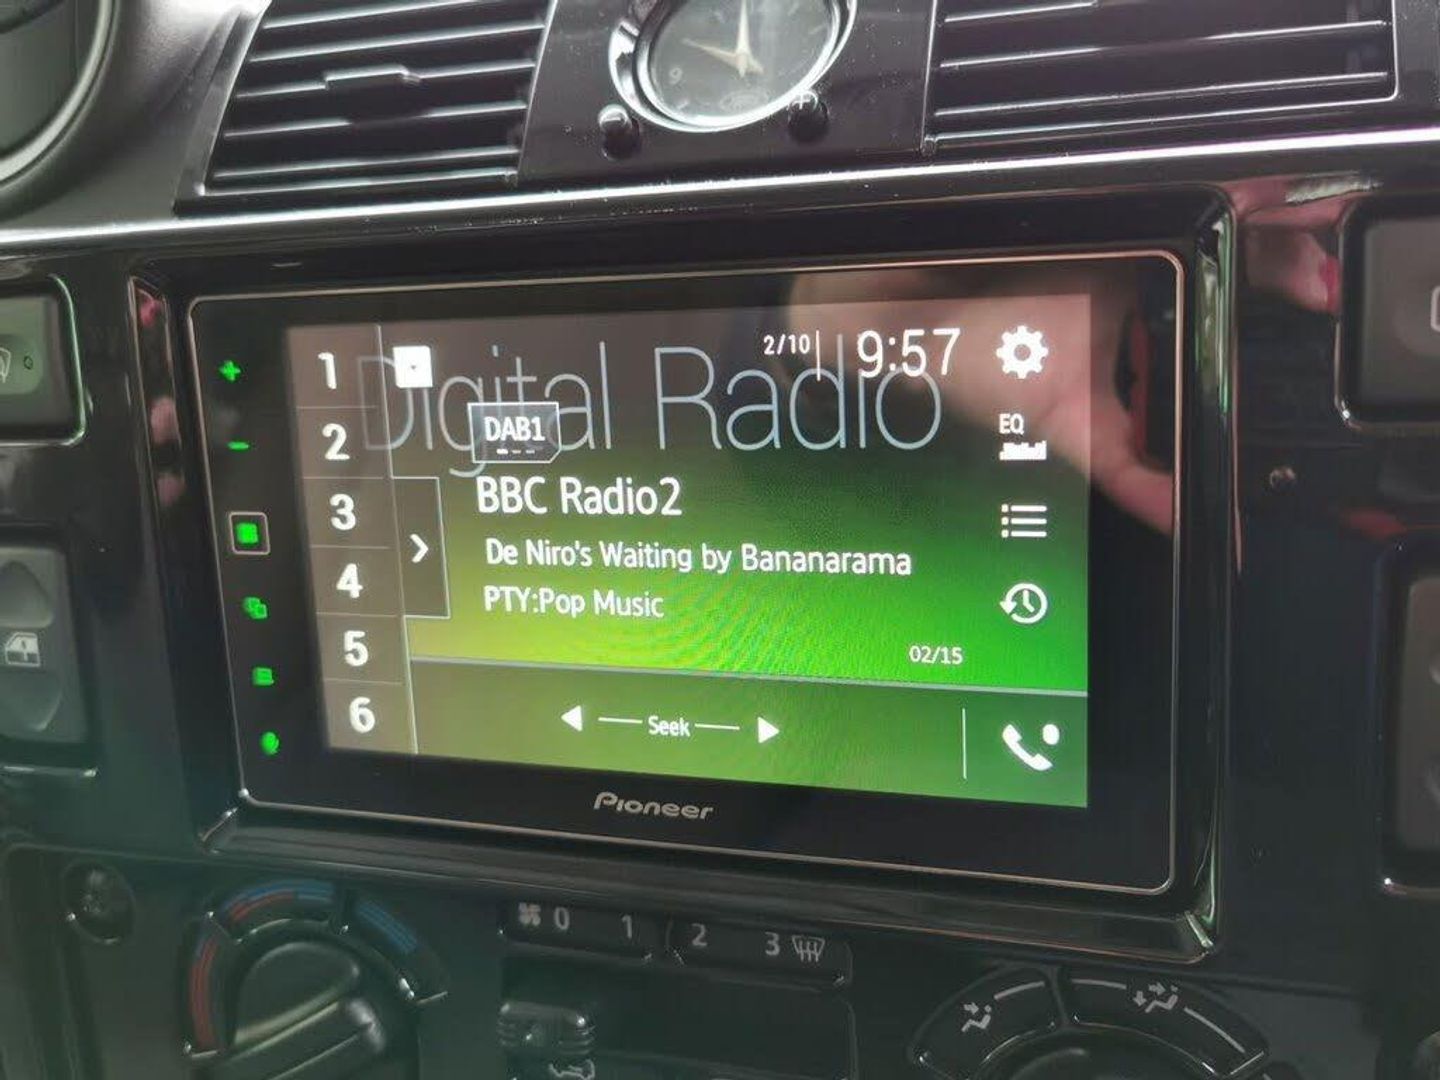 9
2/10 9:57
Digital Radio
EQ
DAB1
BBC Radio2
De Niro's Waiting by Bananarama
PTY:Pop Music
02/15
1
2
3
4
5
6
Seek
Pioneer
0 1 2 3